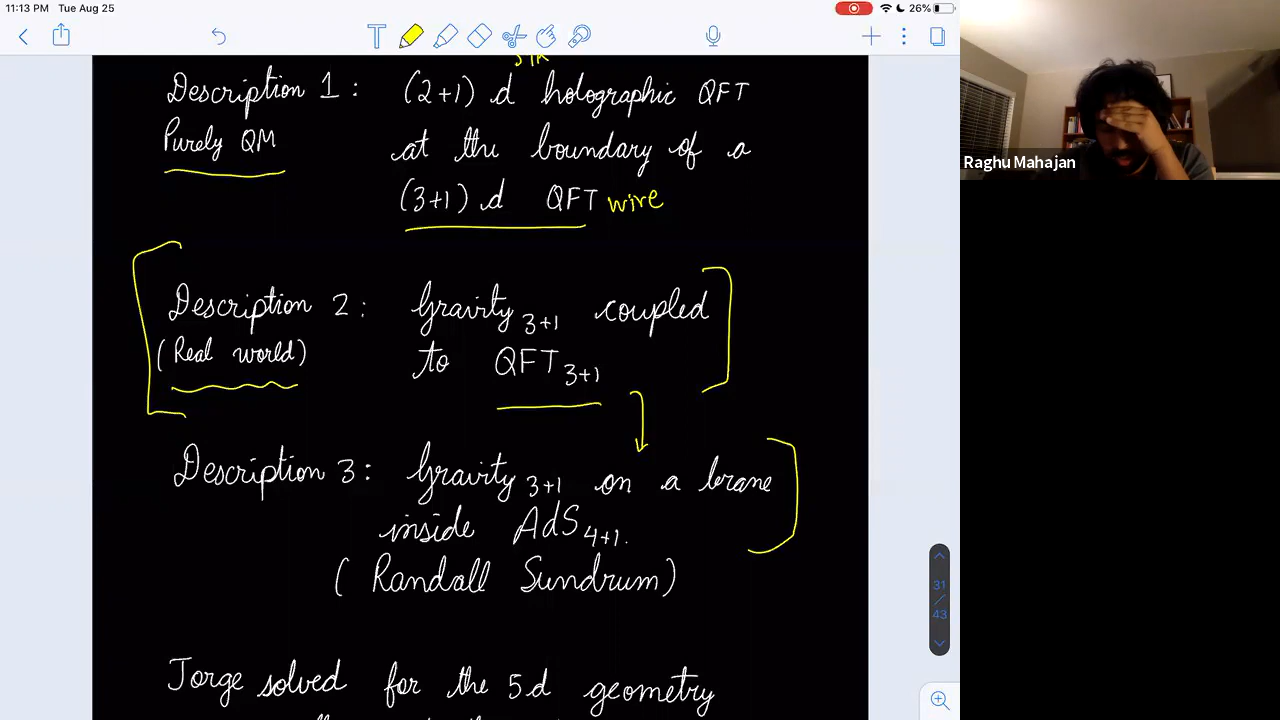 11:13 PM Tue Aug 25
26%
Description 1: (2+1) d holographic QFT
Purely QM at the boundary of a
(3+1) d QFT wire
Description 2: Gravity 3+1 coupled
(Real world) to QFT 3+1
Description 3: Gravity 3+1 on a brane
inside AdS 4+1.
(Randall Sundrum)
Jorge solved for the 5d geometry
31
/
43
Raghu Mahajan